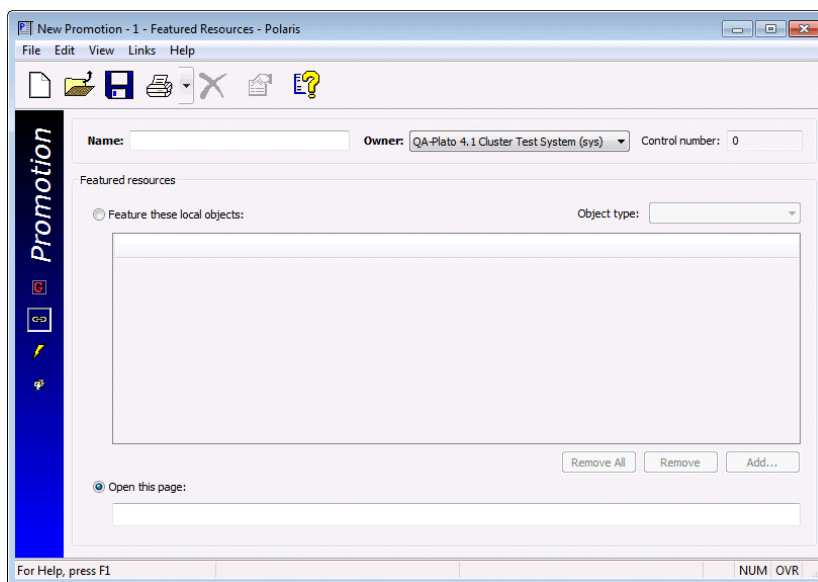 New Promotion - 1 - Featured Resources - Polaris
File Edit View Links Help
Promotion
Name: Owner: QA-Plato 4.1 Cluster Test System (sys) Control number: 0
Featured resources
Feature these local objects: Object type:
Remove All Remove Add...
Open this page:
For Help, press F1 NUM OVR